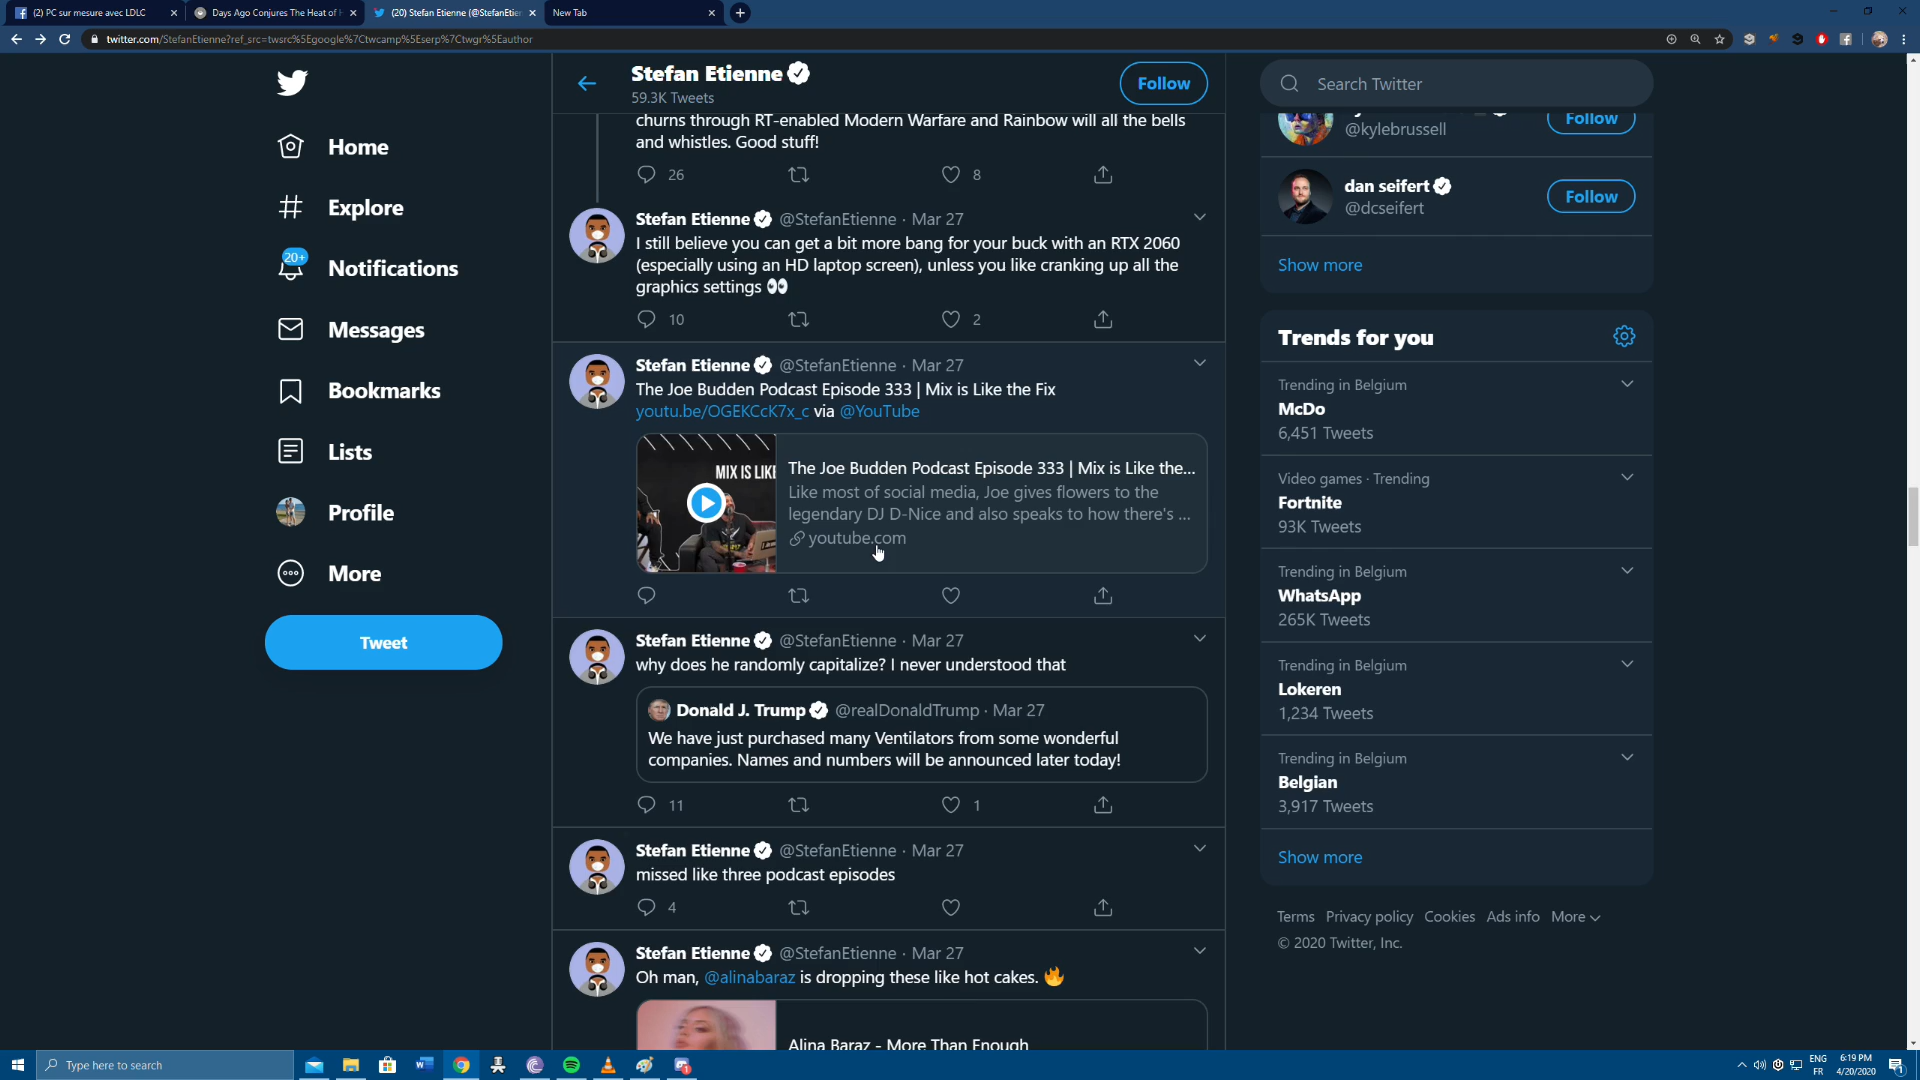 (2) PC sur mesure avec LDLC
Days Ago Conjures The Heat of
(20) Stefan Etienne (@StefanEtien
New Tab
twitter.com/StefanEtienne?ref_src=twsrc%5Egoogle%7Ctwcamp%5Eserp%7Ctwgr%5Eauthor
Home
Explore
20+
Notifications
Messages
Bookmarks
Lists
Profile
More
Tweet
Stefan Etienne
59.3K Tweets
Follow
churns through RT-enabled Modern Warfare and Rainbow will all the bells
and whistles. Good stuff!
26 8
Stefan Etienne @StefanEtienne · Mar 27
I still believe you can get a bit more bang for your buck with an RTX 2060
(especially using an HD laptop screen), unless you like cranking up all the
graphics settings 👀
10 2
Stefan Etienne @StefanEtienne · Mar 27
The Joe Budden Podcast Episode 333 | Mix is Like the Fix
youtu.be/OGEKCcK7x_c via @YouTube
MIX IS LIK
The Joe Budden Podcast Episode 333 | Mix is Like the...
Like most of social media, Joe gives flowers to the
legendary DJ D-Nice and also speaks to how there's ...
youtube.com
Stefan Etienne @StefanEtienne · Mar 27
why does he randomly capitalize? I never understood that
Donald J. Trump @realDonaldTrump · Mar 27
We have just purchased many Ventilators from some wonderful
companies. Names and numbers will be announced later today!
11 1
Stefan Etienne @StefanEtienne · Mar 27
missed like three podcast episodes
4
Stefan Etienne @StefanEtienne · Mar 27
Oh man, @alinabaraz is dropping these like hot cakes. 🔥
Alina Baraz - More Than Enough
Search Twitter
@kylebrussell
Follow
dan seifert
@dcseifert
Follow
Show more
Trends for you
Trending in Belgium
McDo
6,451 Tweets
Video games · Trending
Fortnite
93K Tweets
Trending in Belgium
WhatsApp
265K Tweets
Trending in Belgium
Lokeren
1,234 Tweets
Trending in Belgium
Belgian
3,917 Tweets
Show more
Terms Privacy policy Cookies Ads info More
© 2020 Twitter, Inc.
Type here to search
ENG
FR
6:19 PM
4/20/2020